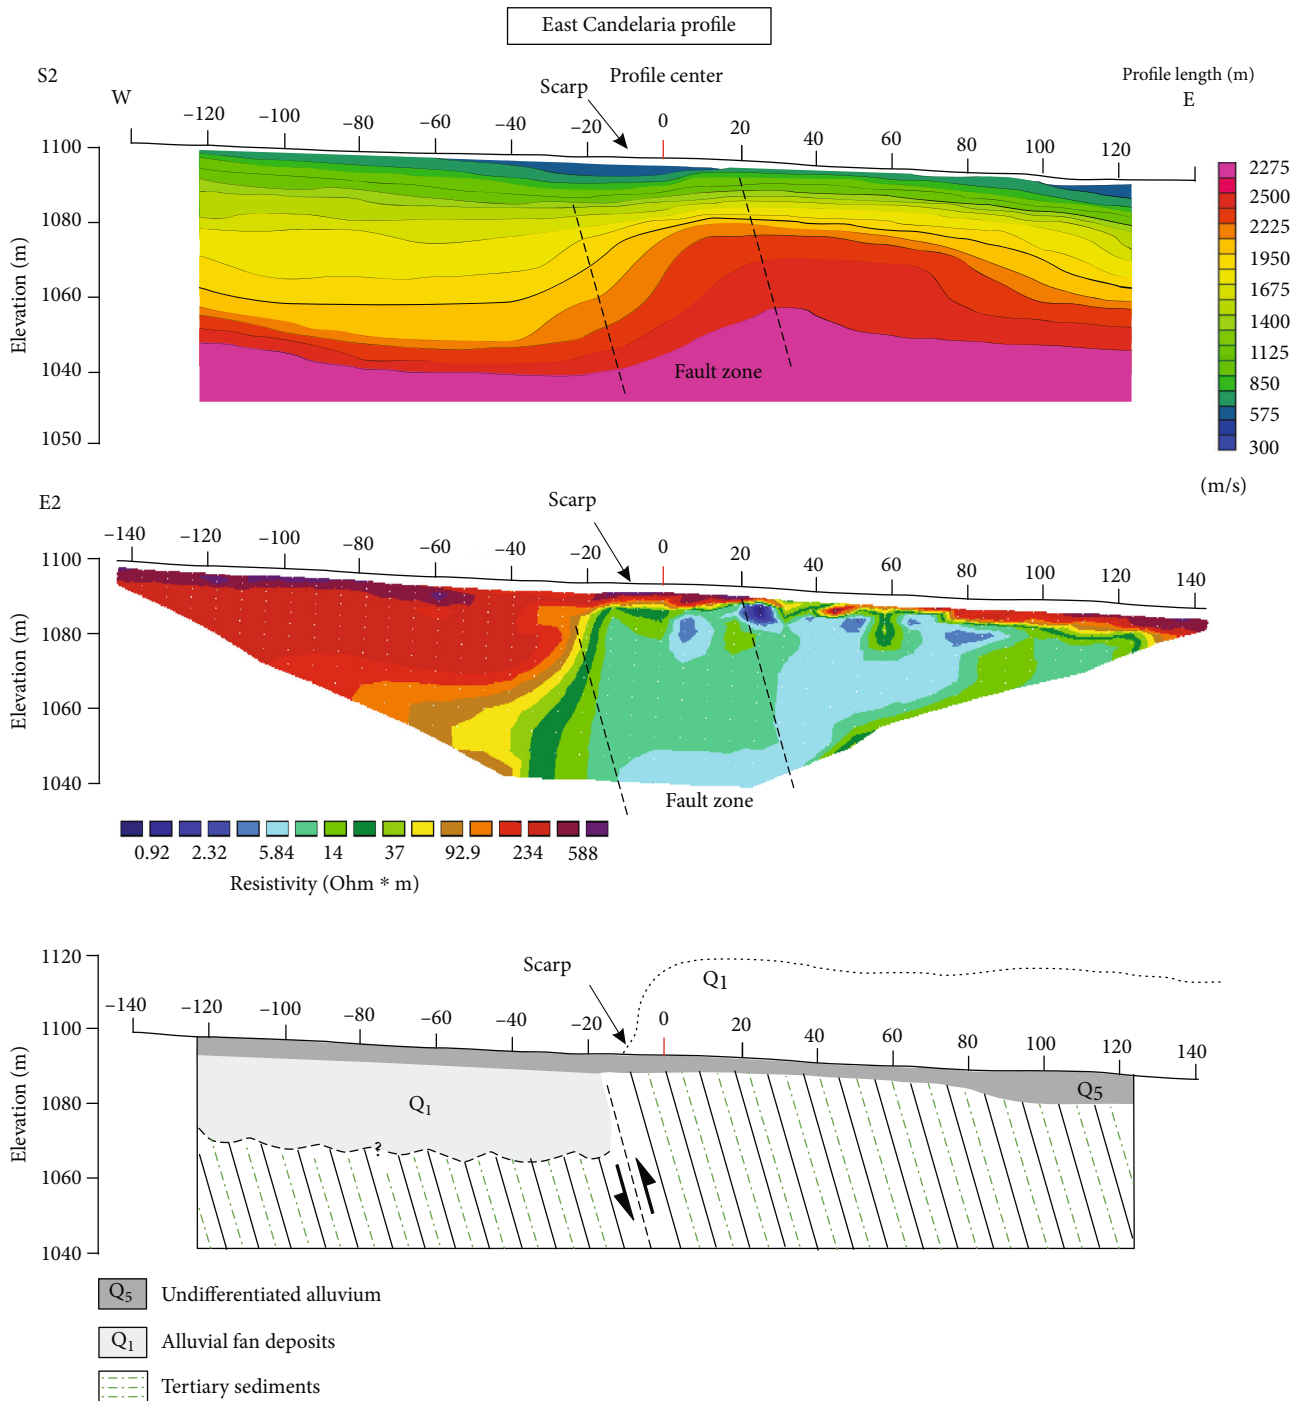 East Candelaria profile
S2
Profile center
Profile length (m)
Scarp
W
E
−120 −100 −80 −60 −40 −20 0 20 40 60 80 100 120
1100
1080
1060
1040
1050
Elevation (m)
Fault zone
2275
2500
2225
1950
1675
1400
1125
850
575
300
(m/s)
E2
Scarp
−140 −120 −100 −80 −60 −40 −20 0 20 40 60 80 100 120 140
1100
1080
1060
1040
Elevation (m)
Fault zone
0.92 2.32 5.84 14 37 92.9 234 588
Resistivity (Ohm * m)
1120
1100
1080
1060
1040
Elevation (m)
Scarp
Q1
−140 −120 −100 −80 −60 −40 −20 0 20 40 60 80 100 120 140
Q1
Q5
?
Q5 Undifferentiated alluvium
Q1 Alluvial fan deposits
Tertiary sediments